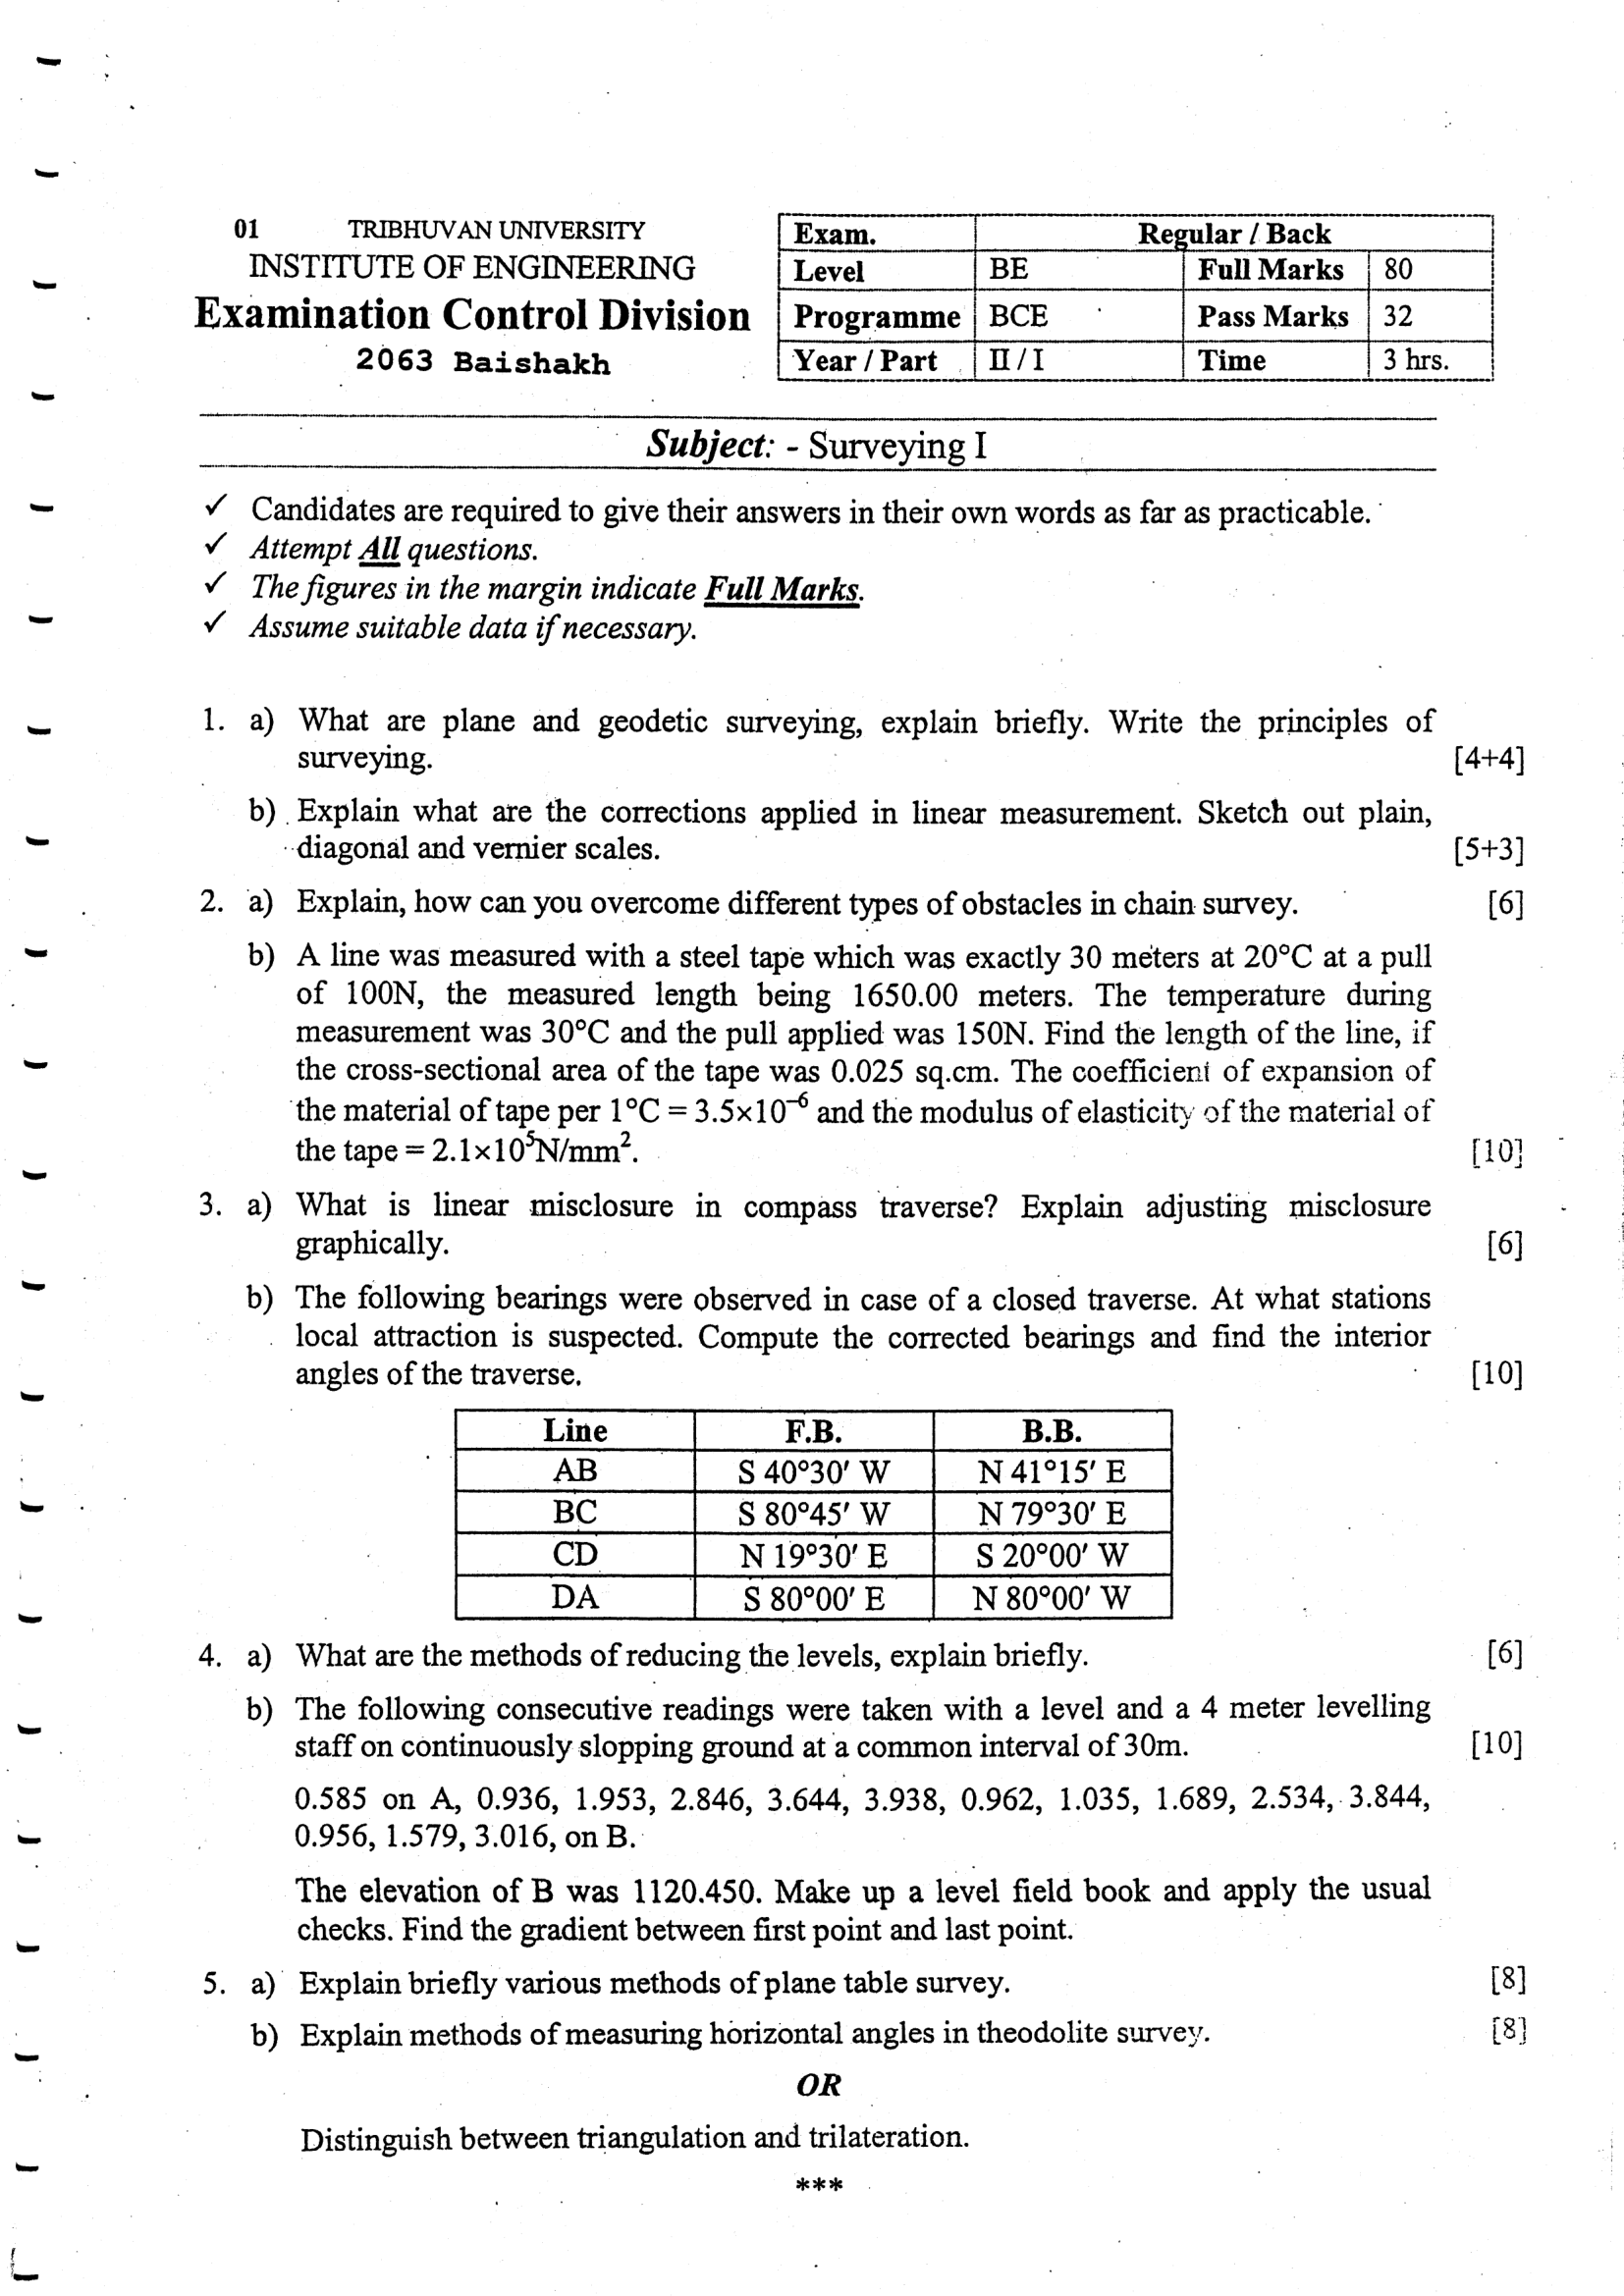 01 TRIBHUVAN UNIVERSITY
INSTITUTE OF ENGINEERING
Examination Control Division
2063 Baishakh
Exam. Regular / Back
Level BE Full Marks 80
Programme BCE Pass Marks 32
Year / Part II / I Time 3 hrs.
Subject: - Surveying I
✓ Candidates are required to give their answers in their own words as far as practicable.
✓ Attempt All questions.
✓ The figures in the margin indicate Full Marks.
✓ Assume suitable data if necessary.
1. a) What are plane and geodetic surveying, explain briefly. Write the principles of
surveying. [4+4]
b) Explain what are the corrections applied in linear measurement. Sketch out plain,
diagonal and vernier scales. [5+3]
2. a) Explain, how can you overcome different types of obstacles in chain survey. [6]
b) A line was measured with a steel tape which was exactly 30 meters at 20°C at a pull
of 100N, the measured length being 1650.00 meters. The temperature during
measurement was 30°C and the pull applied was 150N. Find the length of the line, if
the cross-sectional area of the tape was 0.025 sq.cm. The coefficient of expansion of
the material of tape per 1°C = 3.5×10⁻⁶ and the modulus of elasticity of the material of
the tape = 2.1×10⁵N/mm². [10]
3. a) What is linear misclosure in compass traverse? Explain adjusting misclosure
graphically. [6]
b) The following bearings were observed in case of a closed traverse. At what stations
local attraction is suspected. Compute the corrected bearings and find the interior
angles of the traverse. [10]
Line F.B. B.B.
AB S 40°30′ W N 41°15′ E
BC S 80°45′ W N 79°30′ E
CD N 19°30′ E S 20°00′ W
DA S 80°00′ E N 80°00′ W
4. a) What are the methods of reducing the levels, explain briefly. [6]
b) The following consecutive readings were taken with a level and a 4 meter levelling
staff on continuously slopping ground at a common interval of 30m. [10]
0.585 on A, 0.936, 1.953, 2.846, 3.644, 3.938, 0.962, 1.035, 1.689, 2.534, 3.844,
0.956, 1.579, 3.016, on B.
The elevation of B was 1120.450. Make up a level field book and apply the usual
checks. Find the gradient between first point and last point.
5. a) Explain briefly various methods of plane table survey. [8]
b) Explain methods of measuring horizontal angles in theodolite survey. [8]
OR
Distinguish between triangulation and trilateration.
***